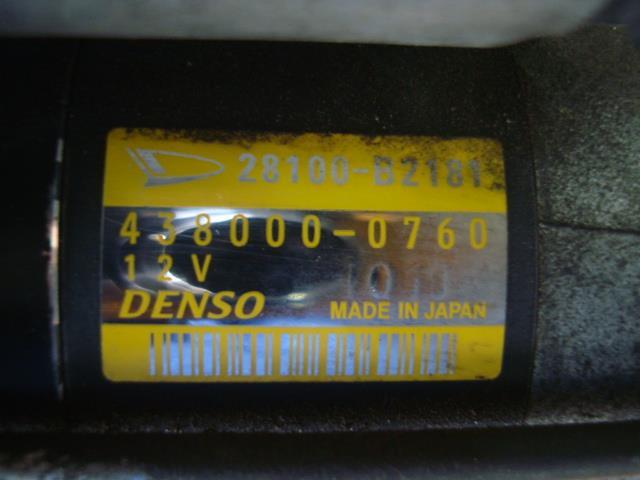 28100-B2181
438000-0760
12V
DENSO MADE IN JAPAN